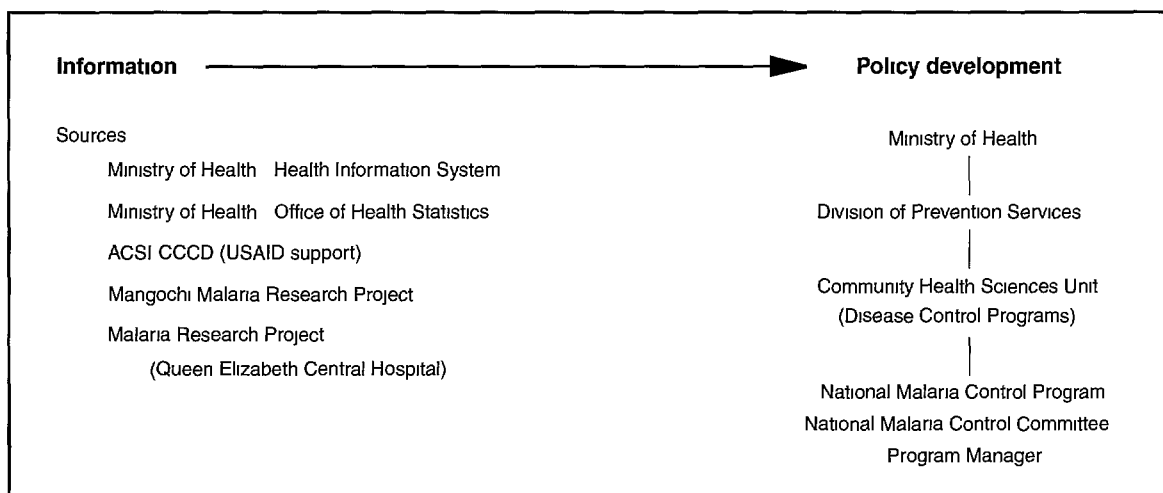 Information
Policy development
Sources
Ministry of Health Health Information System
Ministry of Health Office of Health Statistics
ACSI CCCD (USAID support)
Mangochi Malaria Research Project
Malaria Research Project
(Queen Elizabeth Central Hospital)
Ministry of Health
Division of Prevention Services
Community Health Sciences Unit
(Disease Control Programs)
National Malaria Control Program
National Malaria Control Committee
Program Manager